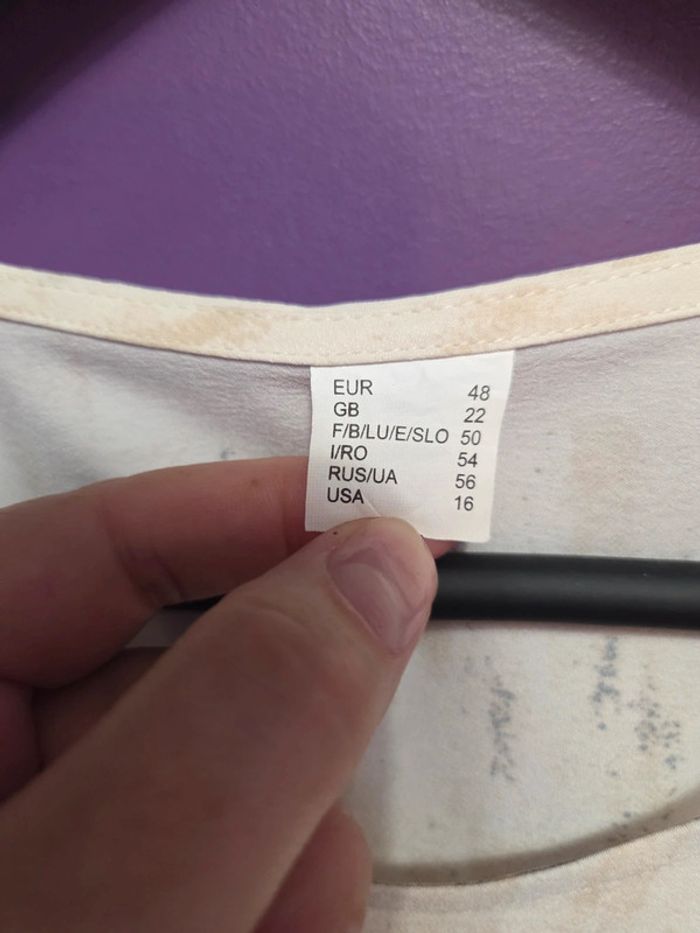 EUR 48
GB 22
F/B/LU/E/SLO 50
I/RO 54
RUS/UA 56
USA 16